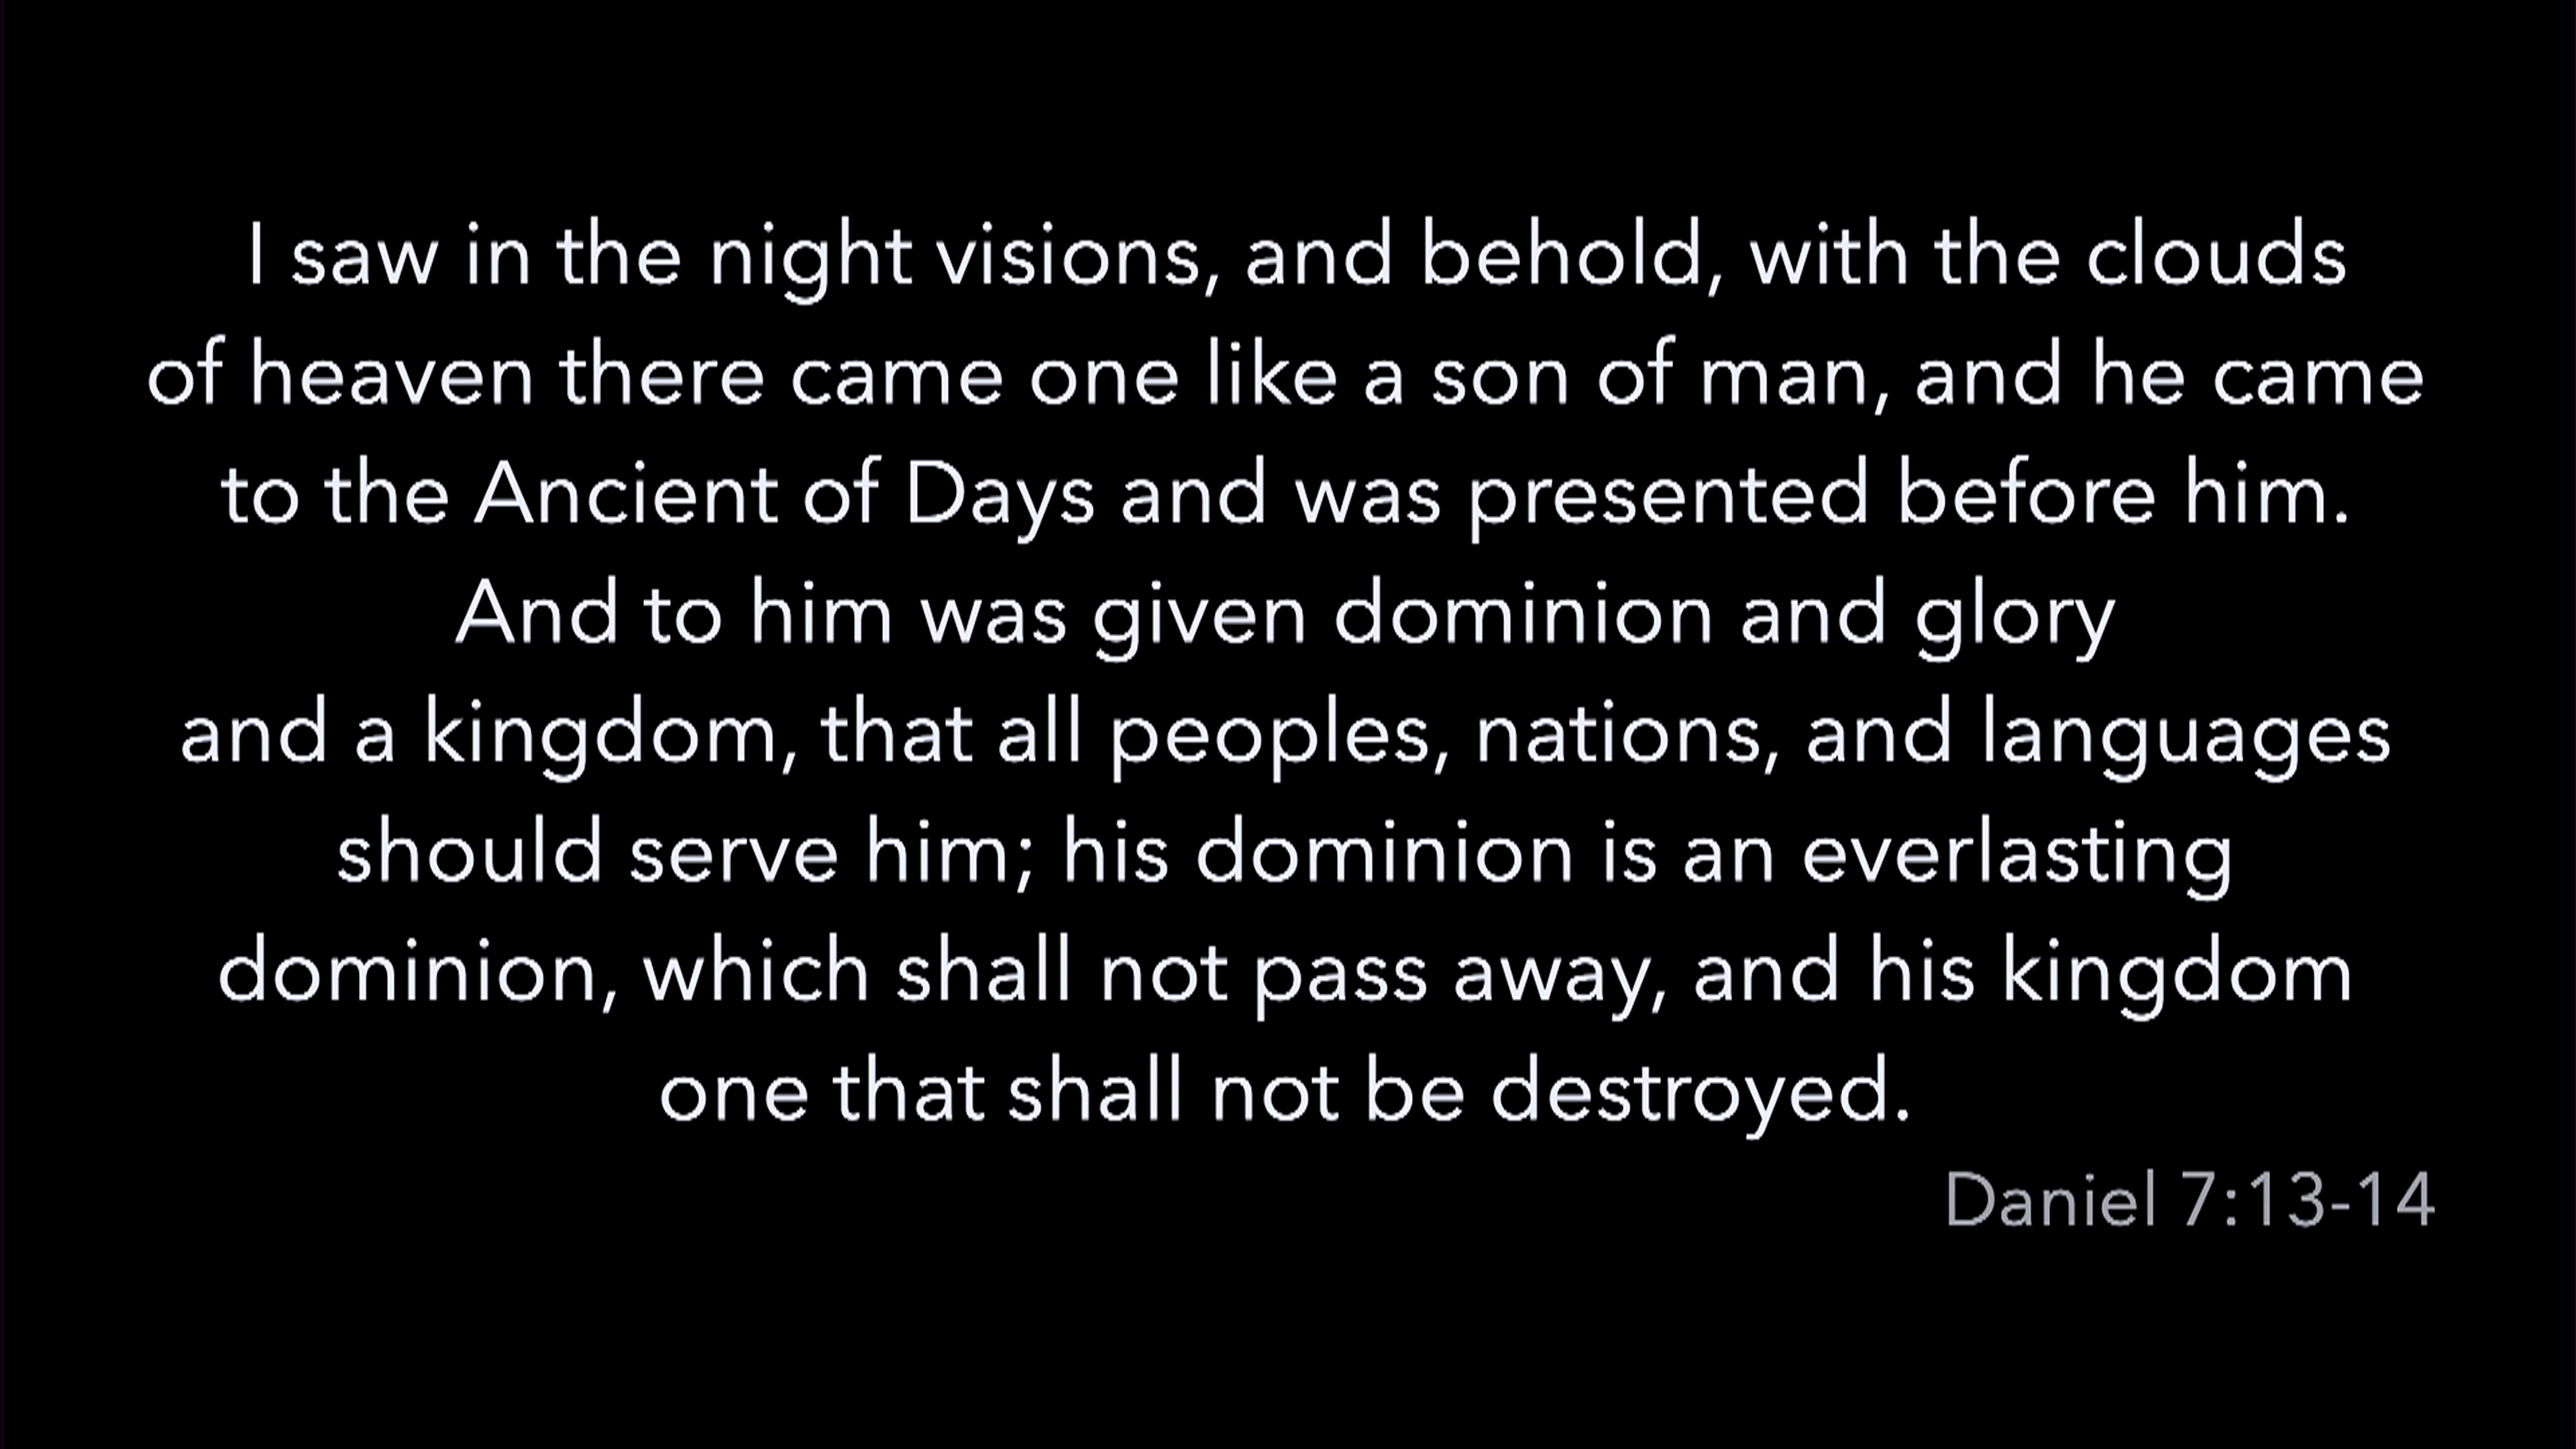 I saw in the night visions, and behold, with the clouds
of heaven there came one like a son of man, and he came
to the Ancient of Days and was presented before him.
And to him was given dominion and glory
and a kingdom, that all peoples, nations, and languages
should serve him; his dominion is an everlasting
dominion, which shall not pass away, and his kingdom
one that shall not be destroyed.
Daniel 7:13-14